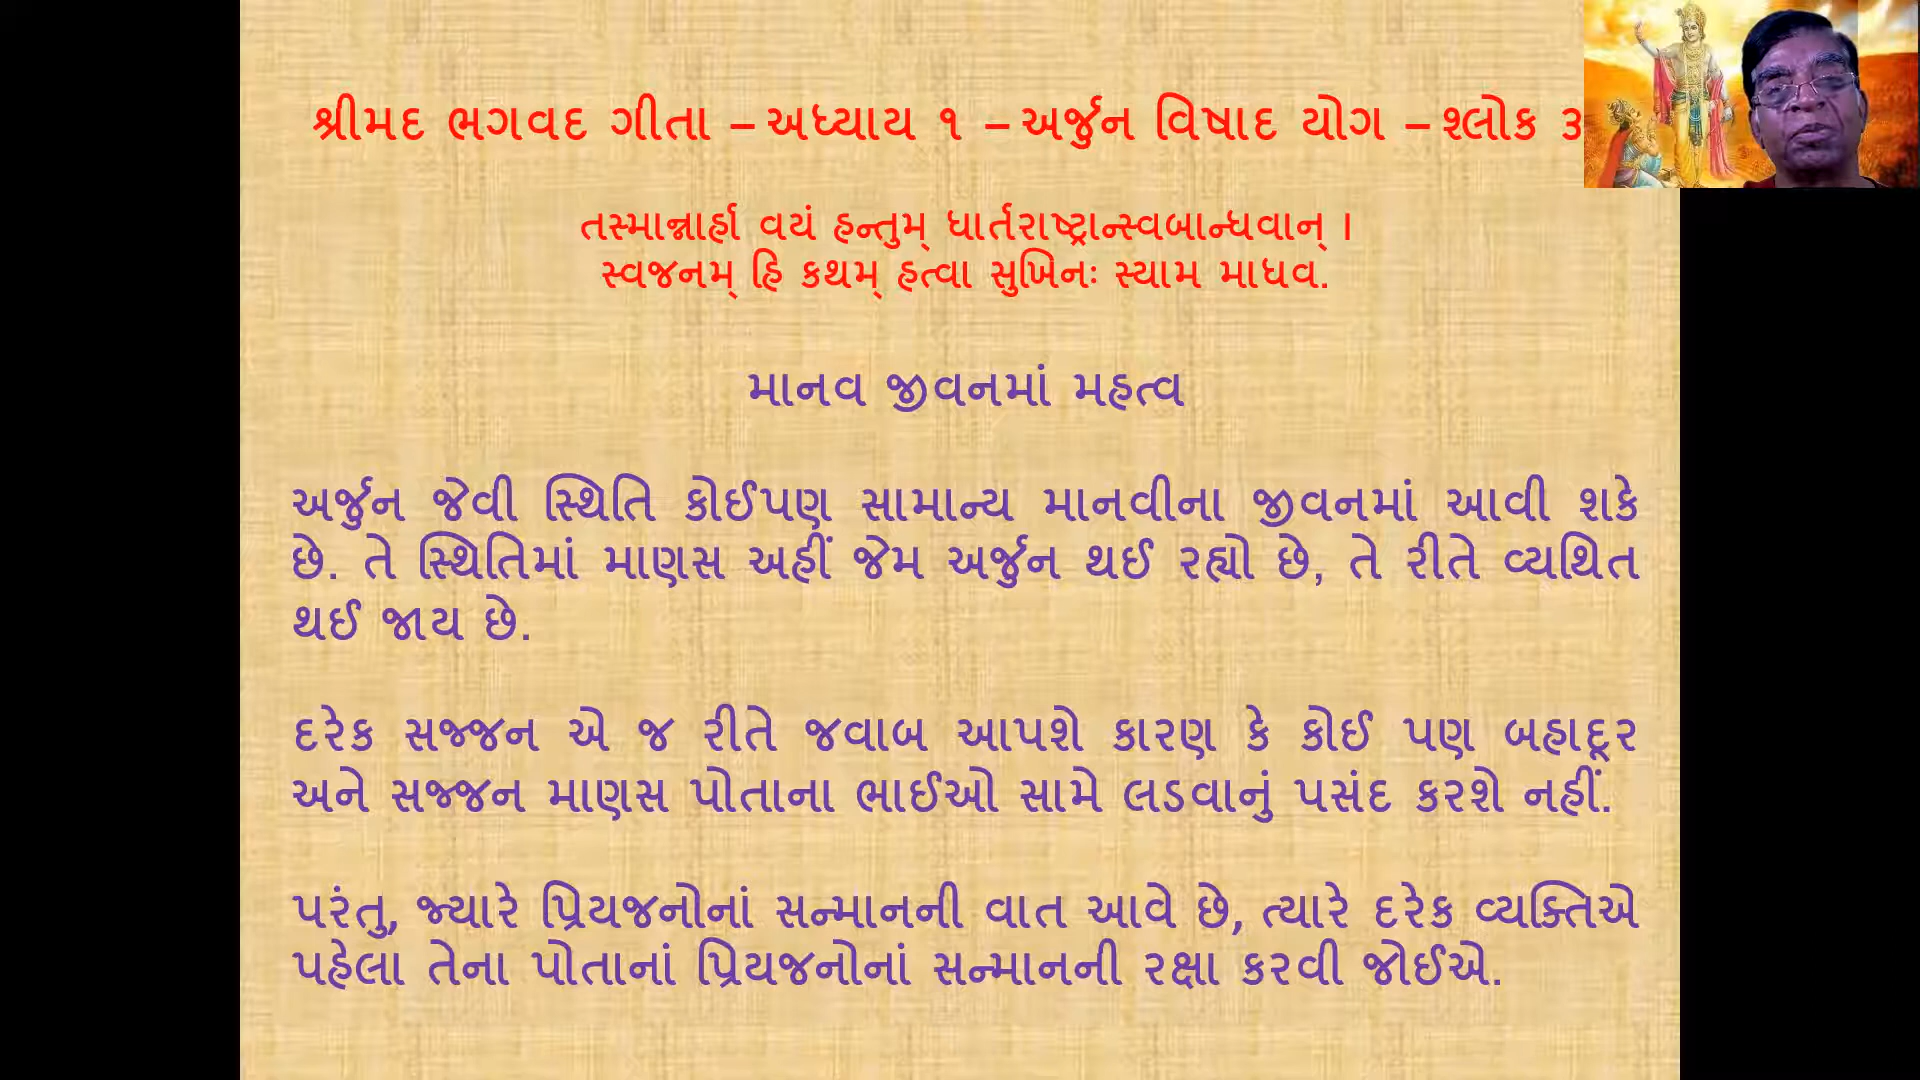 શ્રીમદ ભગવદ ગીતા – અધ્યાય ૧ – અર્જુન વિષાદ યોગ – શ્લોક ૩
તસ્માન્નાર્હા વયં હન્તુમ્ ધાર્તરાષ્ટ્રાન્સ્વબાન્ધવાન્ ।
સ્વજનમ્ હિ કથમ્ હત્વા સુખિનઃ સ્યામ માધવ.
માનવ જીવનમાં મહત્વ
અર્જુન જેવી સ્થિતિ કોઈપણ સામાન્ય માનવીના જીવનમાં આવી શકે
છે. તે સ્થિતિમાં માણસ અહીં જેમ અર્જુન થઈ રહ્યો છે, તે રીતે વ્યથિત
થઈ જાય છે.
દરેક સજ્જન એ જ રીતે જવાબ આપશે કારણ કે કોઈ પણ બહાદૂર
અને સજ્જન માણસ પોતાના ભાઈઓ સામે લડવાનું પસંદ કરશે નહીં.
પરંતુ, જ્યારે પ્રિયજનોનાં સન્માનની વાત આવે છે, ત્યારે દરેક વ્યક્તિએ
પહેલા તેના પોતાનાં પ્રિયજનોનાં સન્માનની રક્ષા કરવી જોઈએ.